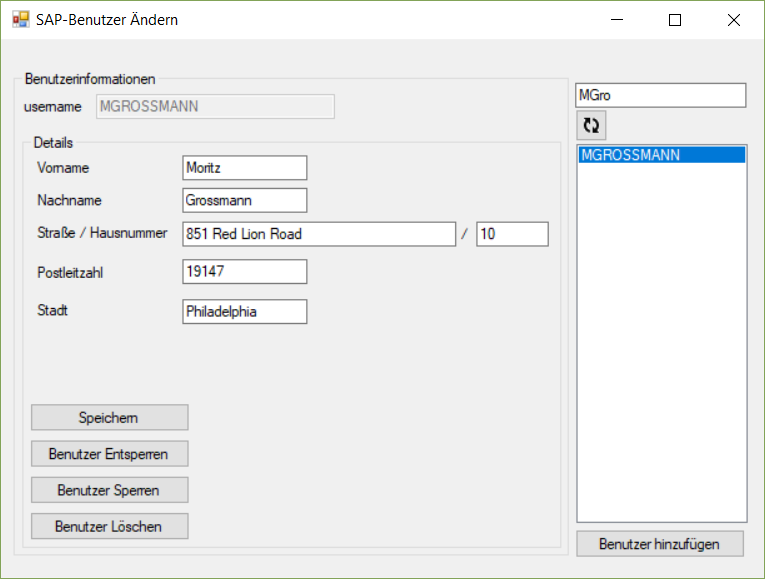 SAP-Benutzer Ändern
Benutzerinformationen
username MGROSSMANN
Details
Vorname Moritz
Nachname Grossmann
Straße / Hausnummer 851 Red Lion Road / 10
Postleitzahl 19147
Stadt Philadelphia
Speichern
Benutzer Entsperren
Benutzer Sperren
Benutzer Löschen
MGro
MGROSSMANN
Benutzer hinzufügen